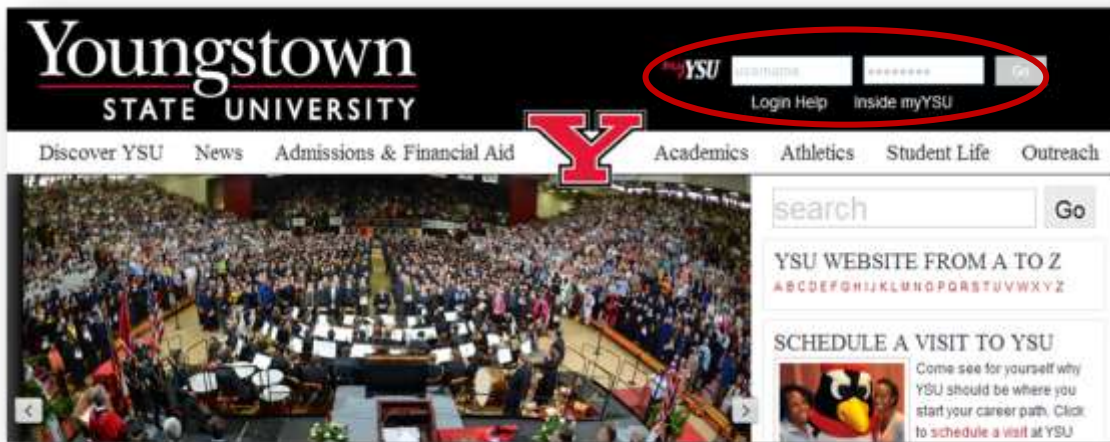 Youngstown
STATE UNIVERSITY
myYSU username ******** Go
Login Help Inside myYSU
Y
Discover YSU News Admissions & Financial Aid Academics Athletics Student Life Outreach
search Go
YSU WEBSITE FROM A TO Z
A B C D E F G H I J K L M N O P Q R S T U V W X Y Z
SCHEDULE A VISIT TO YSU
Come see for yourself why
YSU should be where you
start your career path. Click
to schedule a visit at YSU